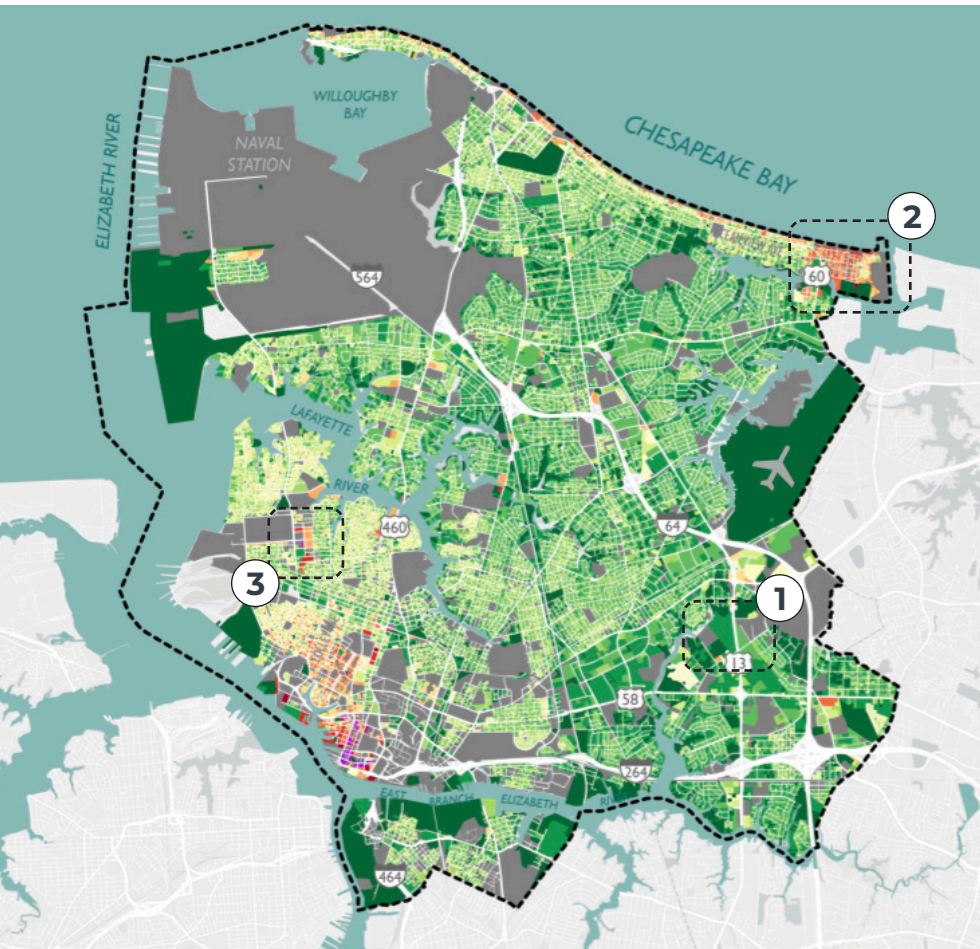 WILLOUGHBY
BAY
CHESAPEAKE BAY
ELIZABETH RIVER
NAVAL
STATION
2
564
60
LAFAYETTE
RIVER
460
64
3
1
13
58
264
EAST BRANCH ELIZABETH
464